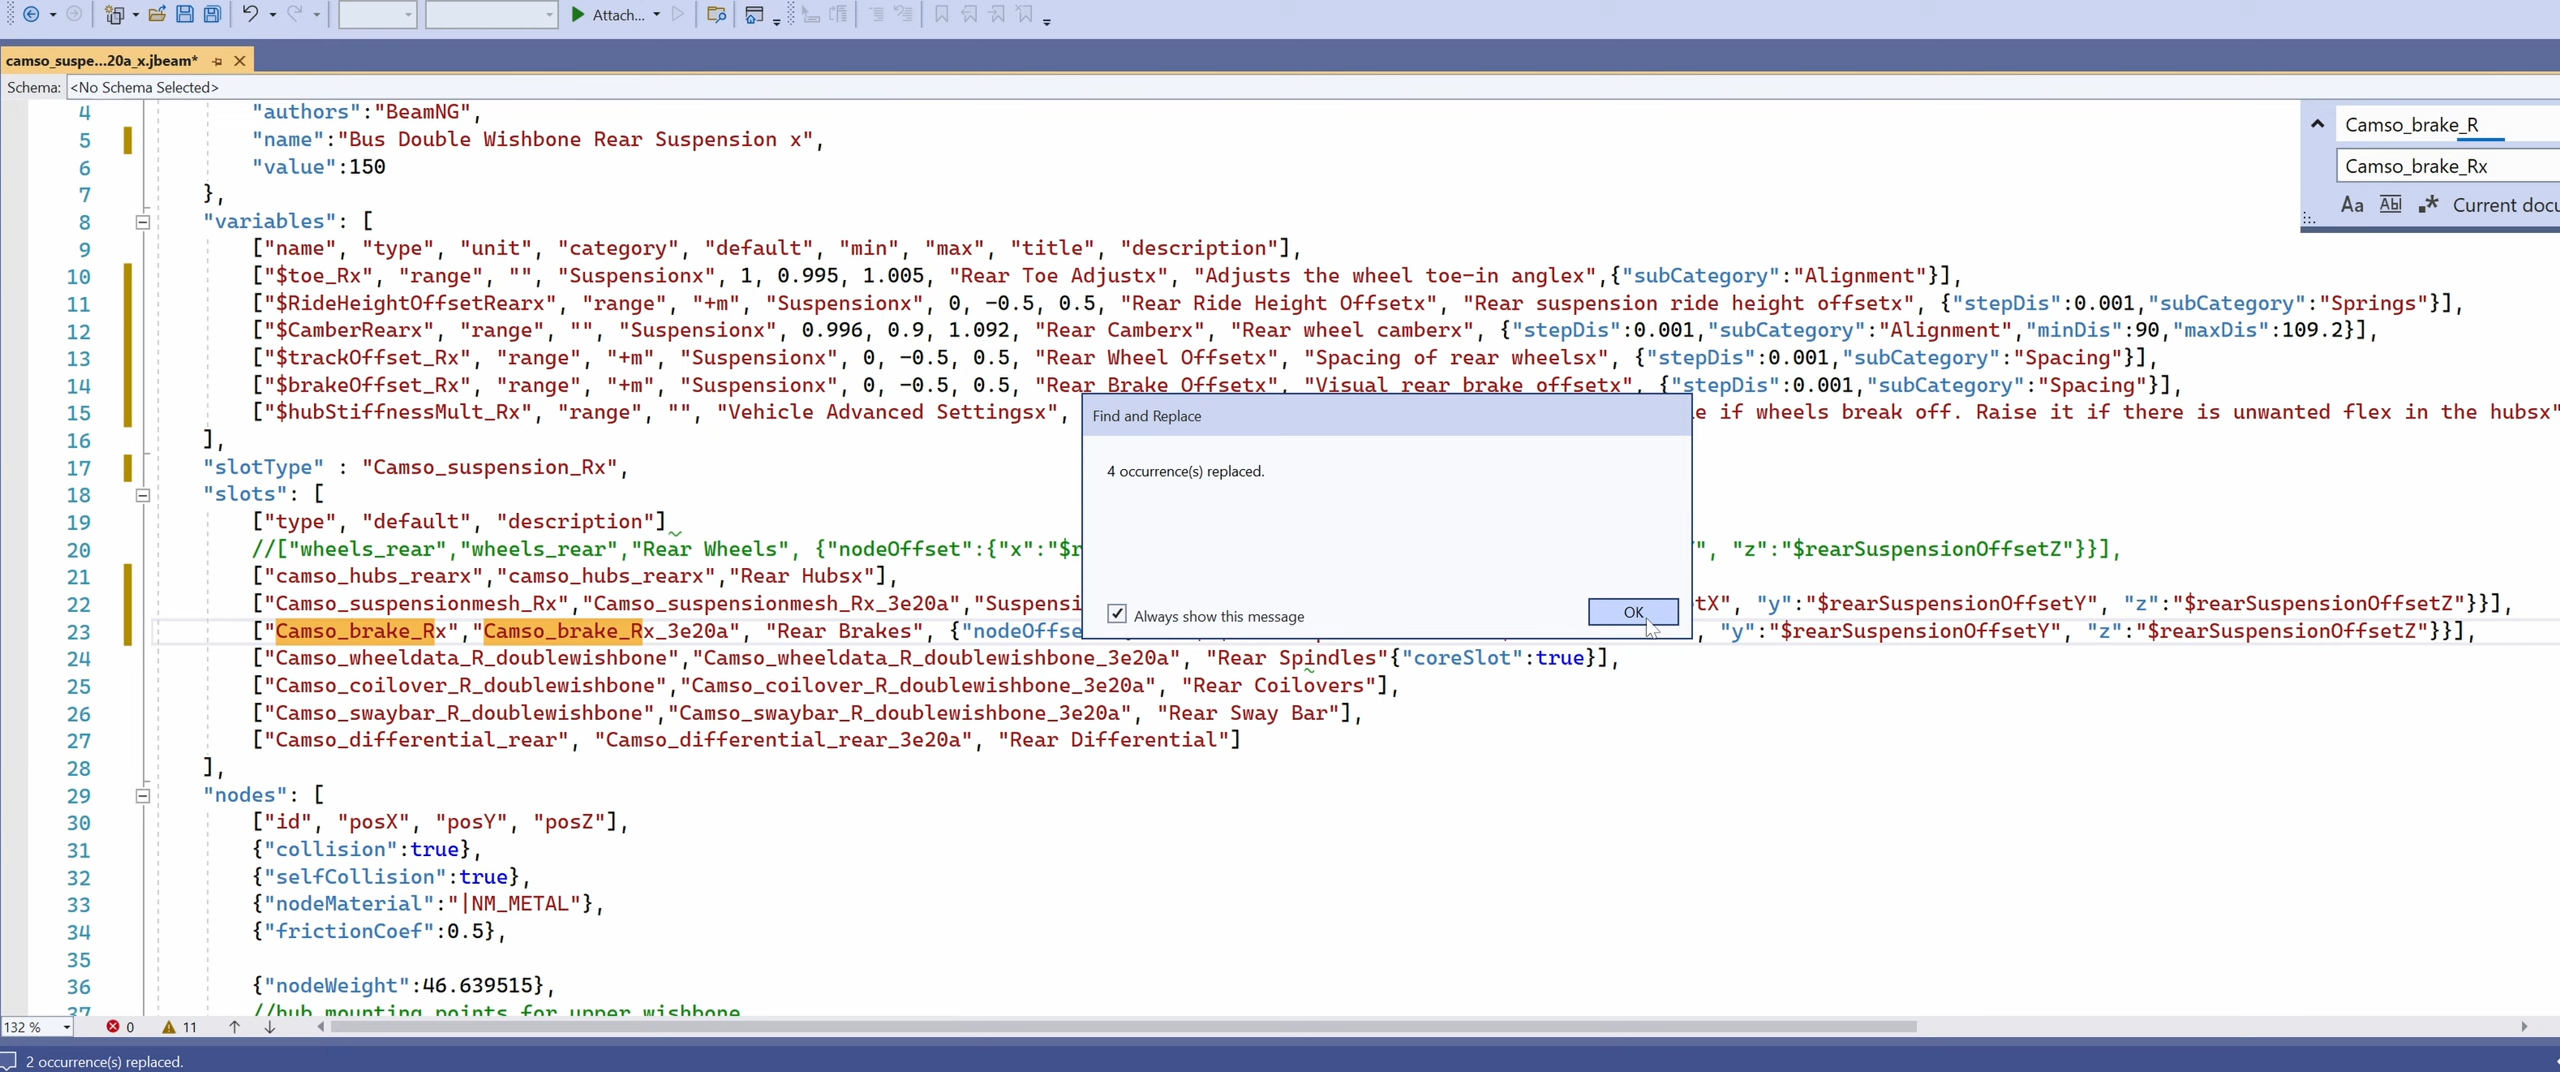 Attach...
camso_suspe...20a_x.jbeam*
Schema: <No Schema Selected>
4 "authors":"BeamNG",
5 "name":"Bus Double Wishbone Rear Suspension x",
6 "value":150
7 },
8 "variables": [
9 ["name", "type", "unit", "category", "default", "min", "max", "title", "description"],
10 ["$toe_Rx", "range", "", "Suspensionx", 1, 0.995, 1.005, "Rear Toe Adjustx", "Adjusts the wheel toe-in anglex",{"subCategory":"Alignment"}],
11 ["$RideHeightOffsetRearx", "range", "+m", "Suspensionx", 0, -0.5, 0.5, "Rear Ride Height Offsetx", "Rear suspension ride height offsetx", {"stepDis":0.001,"subCategory":"Springs"}],
12 ["$CamberRearx", "range", "", "Suspensionx", 0.996, 0.9, 1.092, "Rear Camberx", "Rear wheel camberx", {"stepDis":0.001,"subCategory":"Alignment","minDis":90,"maxDis":109.2}],
13 ["$trackOffset_Rx", "range", "+m", "Suspensionx", 0, -0.5, 0.5, "Rear Wheel Offsetx", "Spacing of rear wheelsx", {"stepDis":0.001,"subCategory":"Spacing"}],
14 ["$brakeOffset_Rx", "range", "+m", "Suspensionx", 0, -0.5, 0.5, "Rear Brake Offsetx", "Visual rear brake offsetx", {"stepDis":0.001,"subCategory":"Spacing"}],
15 ["$hubStiffnessMult_Rx", "range", "", "Vehicle Advanced Settingsx", e if wheels break off. Raise it if there is unwanted flex in the hubsx"
16 ],
17 "slotType" : "Camso_suspension_Rx",
18 "slots": [
19 ["type", "default", "description"]
20 //["wheels_rear","wheels_rear","Rear Wheels", {"nodeOffset":{"x":"$r ", "z":"$rearSuspensionOffsetZ"}}],
21 ["camso_hubs_rearx","camso_hubs_rearx","Rear Hubsx"],
22 ["Camso_suspensionmesh_Rx","Camso_suspensionmesh_Rx_3e20a","Suspensi tX", "y":"$rearSuspensionOffsetY", "z":"$rearSuspensionOffsetZ"}}],
23 ["Camso_brake_Rx","Camso_brake_Rx_3e20a", "Rear Brakes", {"nodeOffse , "y":"$rearSuspensionOffsetY", "z":"$rearSuspensionOffsetZ"}}],
24 ["Camso_wheeldata_R_doublewishbone","Camso_wheeldata_R_doublewishbone_3e20a", "Rear Spindles"{"coreSlot":true}],
25 ["Camso_coilover_R_doublewishbone","Camso_coilover_R_doublewishbone_3e20a", "Rear Coilovers"],
26 ["Camso_swaybar_R_doublewishbone","Camso_swaybar_R_doublewishbone_3e20a", "Rear Sway Bar"],
27 ["Camso_differential_rear", "Camso_differential_rear_3e20a", "Rear Differential"]
28 ],
29 "nodes": [
30 ["id", "posX", "posY", "posZ"],
31 {"collision":true},
32 {"selfCollision":true},
33 {"nodeMaterial":"|NM_METAL"},
34 {"frictionCoef":0.5},
35
36 {"nodeWeight":46.639515},
37 //hub mounting points for upper wishbone
Camso_brake_R
Camso_brake_Rx
Aa Abl .* Current docu
Find and Replace
4 occurrence(s) replaced.
Always show this message
OK
132 % 0 11
2 occurrence(s) replaced.